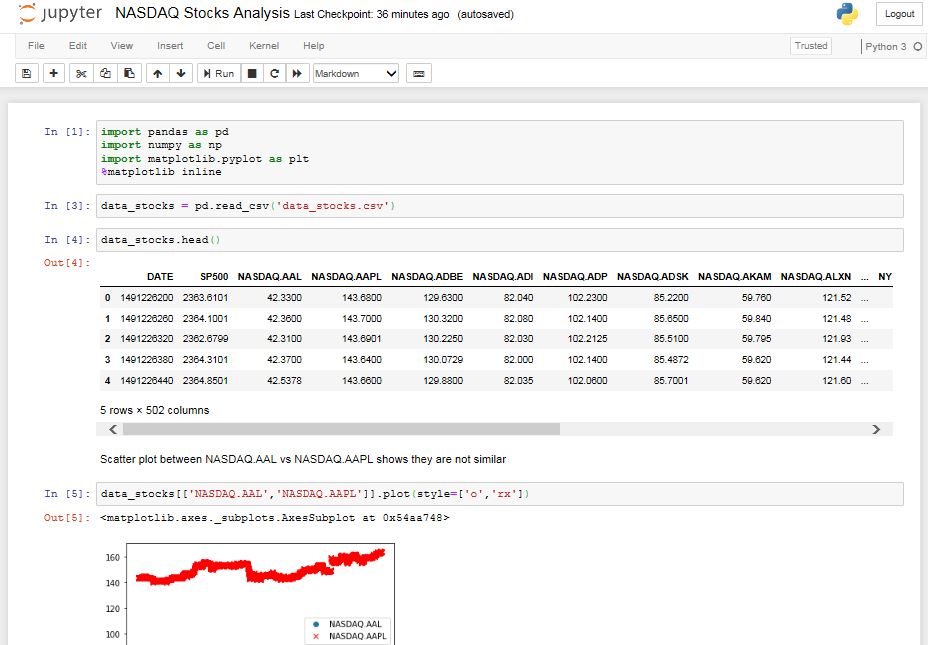 jupyter NASDAQ Stocks Analysis Last Checkpoint: 36 minutes ago (autosaved) Logout
File Edit View Insert Cell Kernel Help Trusted Python 3
Run Markdown
In [1]: import pandas as pd
import numpy as np
import matplotlib.pyplot as plt
%matplotlib inline
In [3]: data_stocks = pd.read_csv('data_stocks.csv')
In [4]: data_stocks.head()
Out[4]:
DATE SP500 NASDAQ.AAL NASDAQ.AAPL NASDAQ.ADBE NASDAQ.ADI NASDAQ.ADP NASDAQ.ADSK NASDAQ.AKAM NASDAQ.ALXN ... NY
0 1491226200 2363.6101 42.3300 143.6800 129.6300 82.040 102.2300 85.2200 59.760 121.52 ...
1 1491226260 2364.1001 42.3600 143.7000 130.3200 82.080 102.1400 85.6500 59.840 121.48 ...
2 1491226320 2362.6799 42.3100 143.6901 130.2250 82.030 102.2125 85.5100 59.795 121.93 ...
3 1491226380 2364.3101 42.3700 143.6400 130.0729 82.000 102.1400 85.4872 59.620 121.44 ...
4 1491226440 2364.8501 42.5378 143.6600 129.8800 82.035 102.0600 85.7001 59.620 121.60 ...
5 rows × 502 columns
Scatter plot between NASDAQ.AAL vs NASDAQ.AAPL shows they are not similar
In [5]: data_stocks[['NASDAQ.AAL','NASDAQ.AAPL']].plot(style=['o','rx'])
Out[5]: <matplotlib.axes._subplots.AxesSubplot at 0x54aa748>
160
140
120
100
NASDAQ.AAL
NASDAQ.AAPL